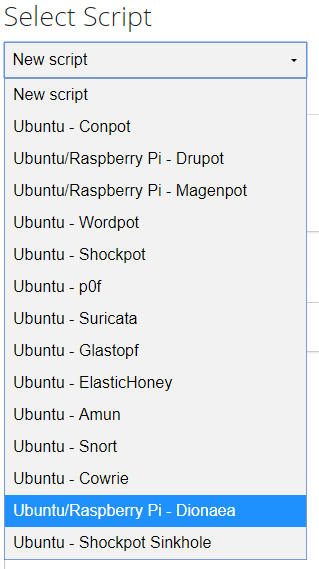 Select Script
New script
New script
Ubuntu - Conpot
Ubuntu/Raspberry Pi - Drupot
Ubuntu/Raspberry Pi - Magenpot
Ubuntu - Wordpot
Ubuntu - Shockpot
Ubuntu - p0f
Ubuntu - Suricata
Ubuntu - Glastopf
Ubuntu - ElasticHoney
Ubuntu - Amun
Ubuntu - Snort
Ubuntu - Cowrie
Ubuntu/Raspberry Pi - Dionaea
Ubuntu - Shockpot Sinkhole